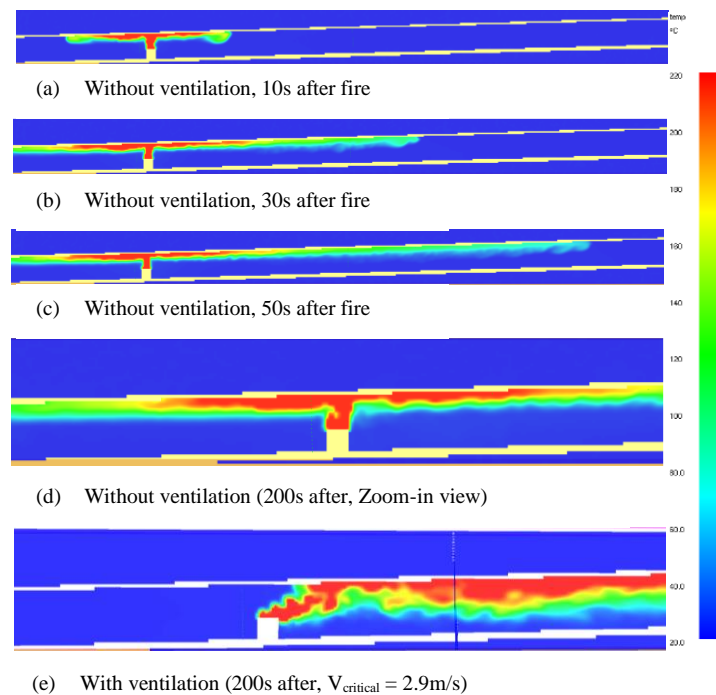 temp
°C
(a) Without ventilation, 10s after fire
220
200
(b) Without ventilation, 30s after fire
180
160
(c) Without ventilation, 50s after fire
140
120
100
80.0
(d) Without ventilation (200s after, Zoom-in view)
60.0
40.0
20.0
(e) With ventilation (200s after, Vcritical = 2.9m/s)